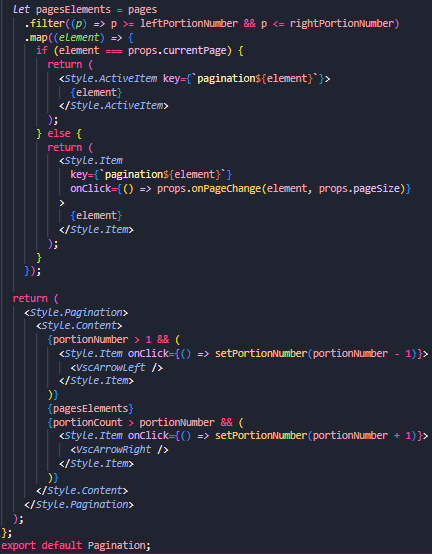 let pagesElements = pages
.filter((p) => p >= leftPortionNumber && p <= rightPortionNumber)
.map((element) => {
if (element === props.currentPage) {
return (
<Style.ActiveItem key={`pagination${element}`}>
{element}
</Style.ActiveItem>
);
} else {
return (
<Style.Item
key={`pagination${element}`}
onClick={() => props.onPageChange(element, props.pageSize)}
>
{element}
</Style.Item>
);
}
});
return (
<Style.Pagination>
<Style.Content>
{portionNumber > 1 && (
<Style.Item onClick={() => setPortionNumber(portionNumber - 1)}>
<VscArrowLeft />
</Style.Item>
)}
{pagesElements}
{portionCount > portionNumber && (
<Style.Item onClick={() => setPortionNumber(portionNumber + 1)}>
<VscArrowRight />
</Style.Item>
)}
</Style.Content>
</Style.Pagination>
);
};
export default Pagination;